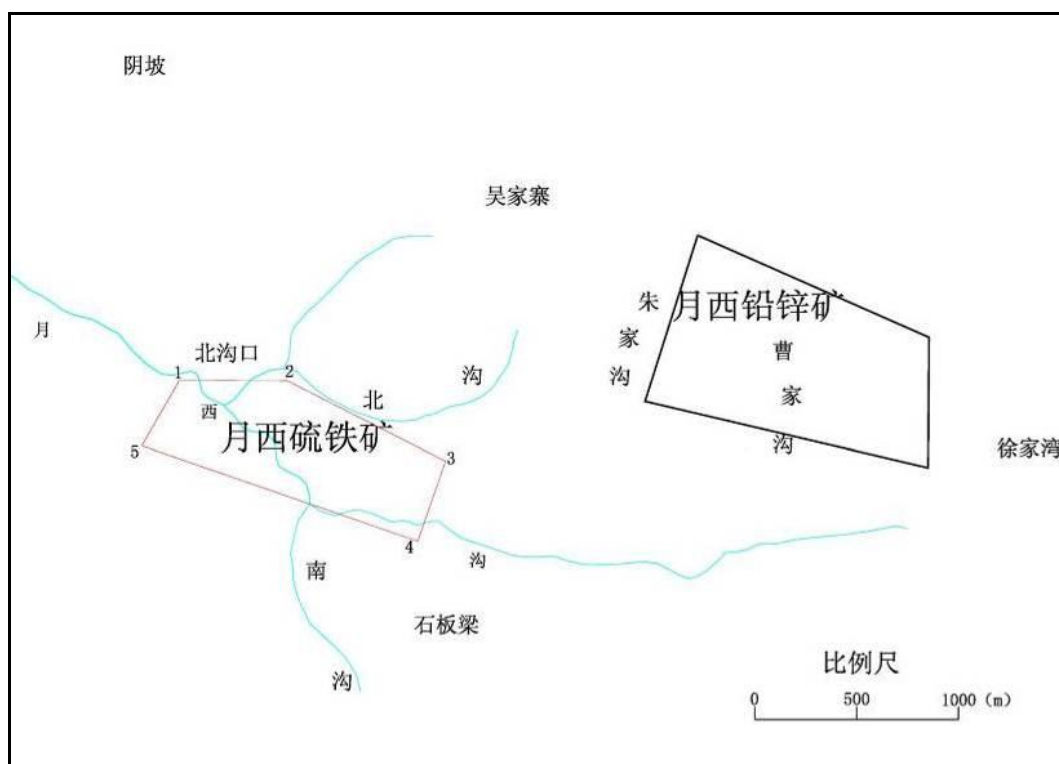 阴坡
吴家寨
朱家沟
月西铅锌矿
曹家沟
徐家湾
月西沟
北沟口
1
2
北沟
月西硫铁矿
3
5
4
南沟
石板梁
比例尺
0 500 1000（m）